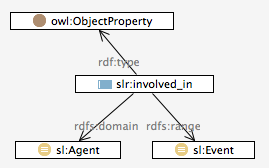 owl:ObjectProperty
rdf:type
slr:involved_in
rdfs:domain
rdfs:range
sl:Agent
sl:Event